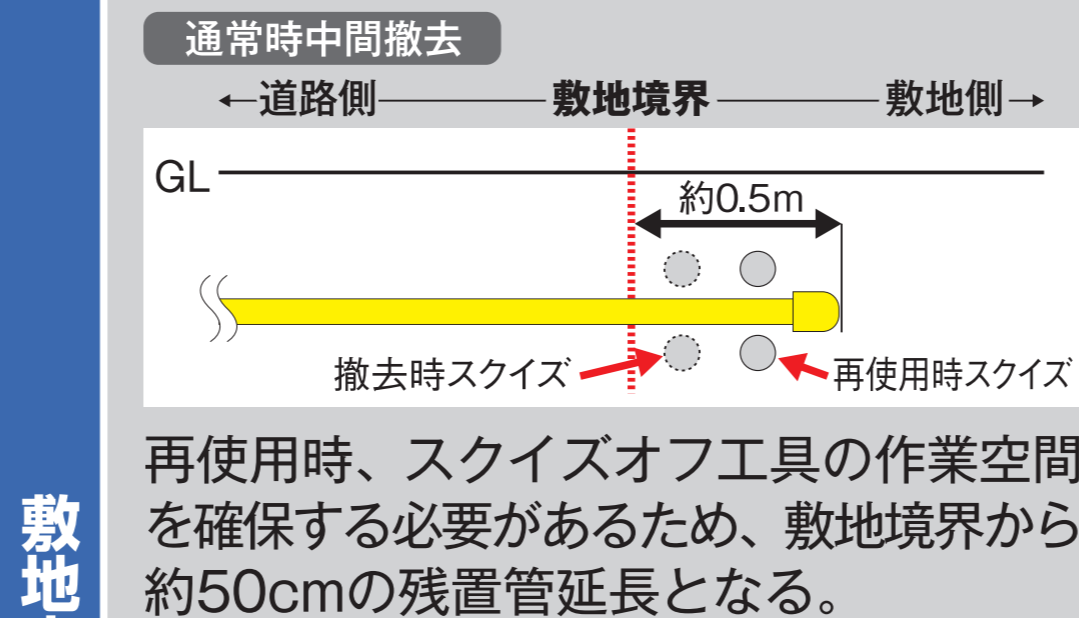 通常時中間撤去
←道路側 敷地境界 敷地側→
GL
約0.5m
撤去時スクイズ
再使用時スクイズ
再使用時、スクイズオフ工具の作業空間
を確保する必要があるため、敷地境界から
約50cmの残置管延長となる。
敷地